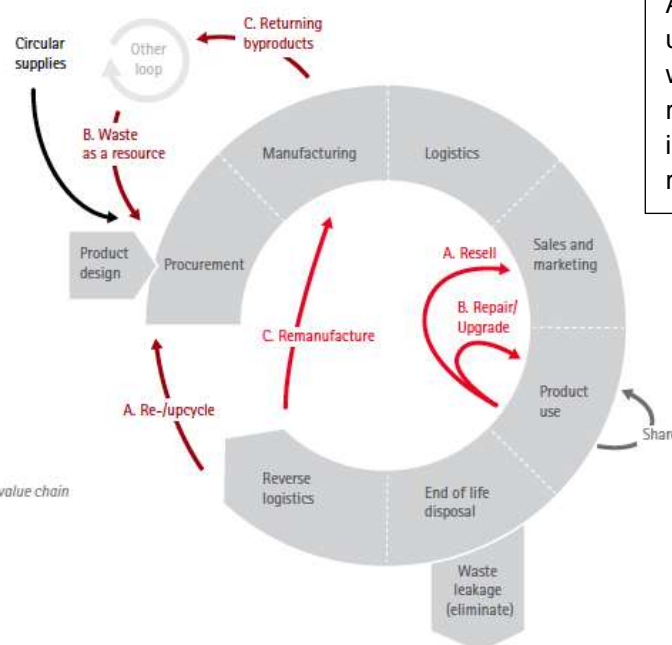 C. Returning
byproducts
Circular
supplies
Other
loop
B. Waste
as a resource
Manufacturing
Logistics
Product
design
Procurement
Sales and
marketing
A. Resell
B. Repair/
Upgrade
C. Remanufacture
Product
use
A. Re-/upcycle
Share
Reverse
logistics
End of life
disposal
value chain
Waste
leakage
(eliminate)